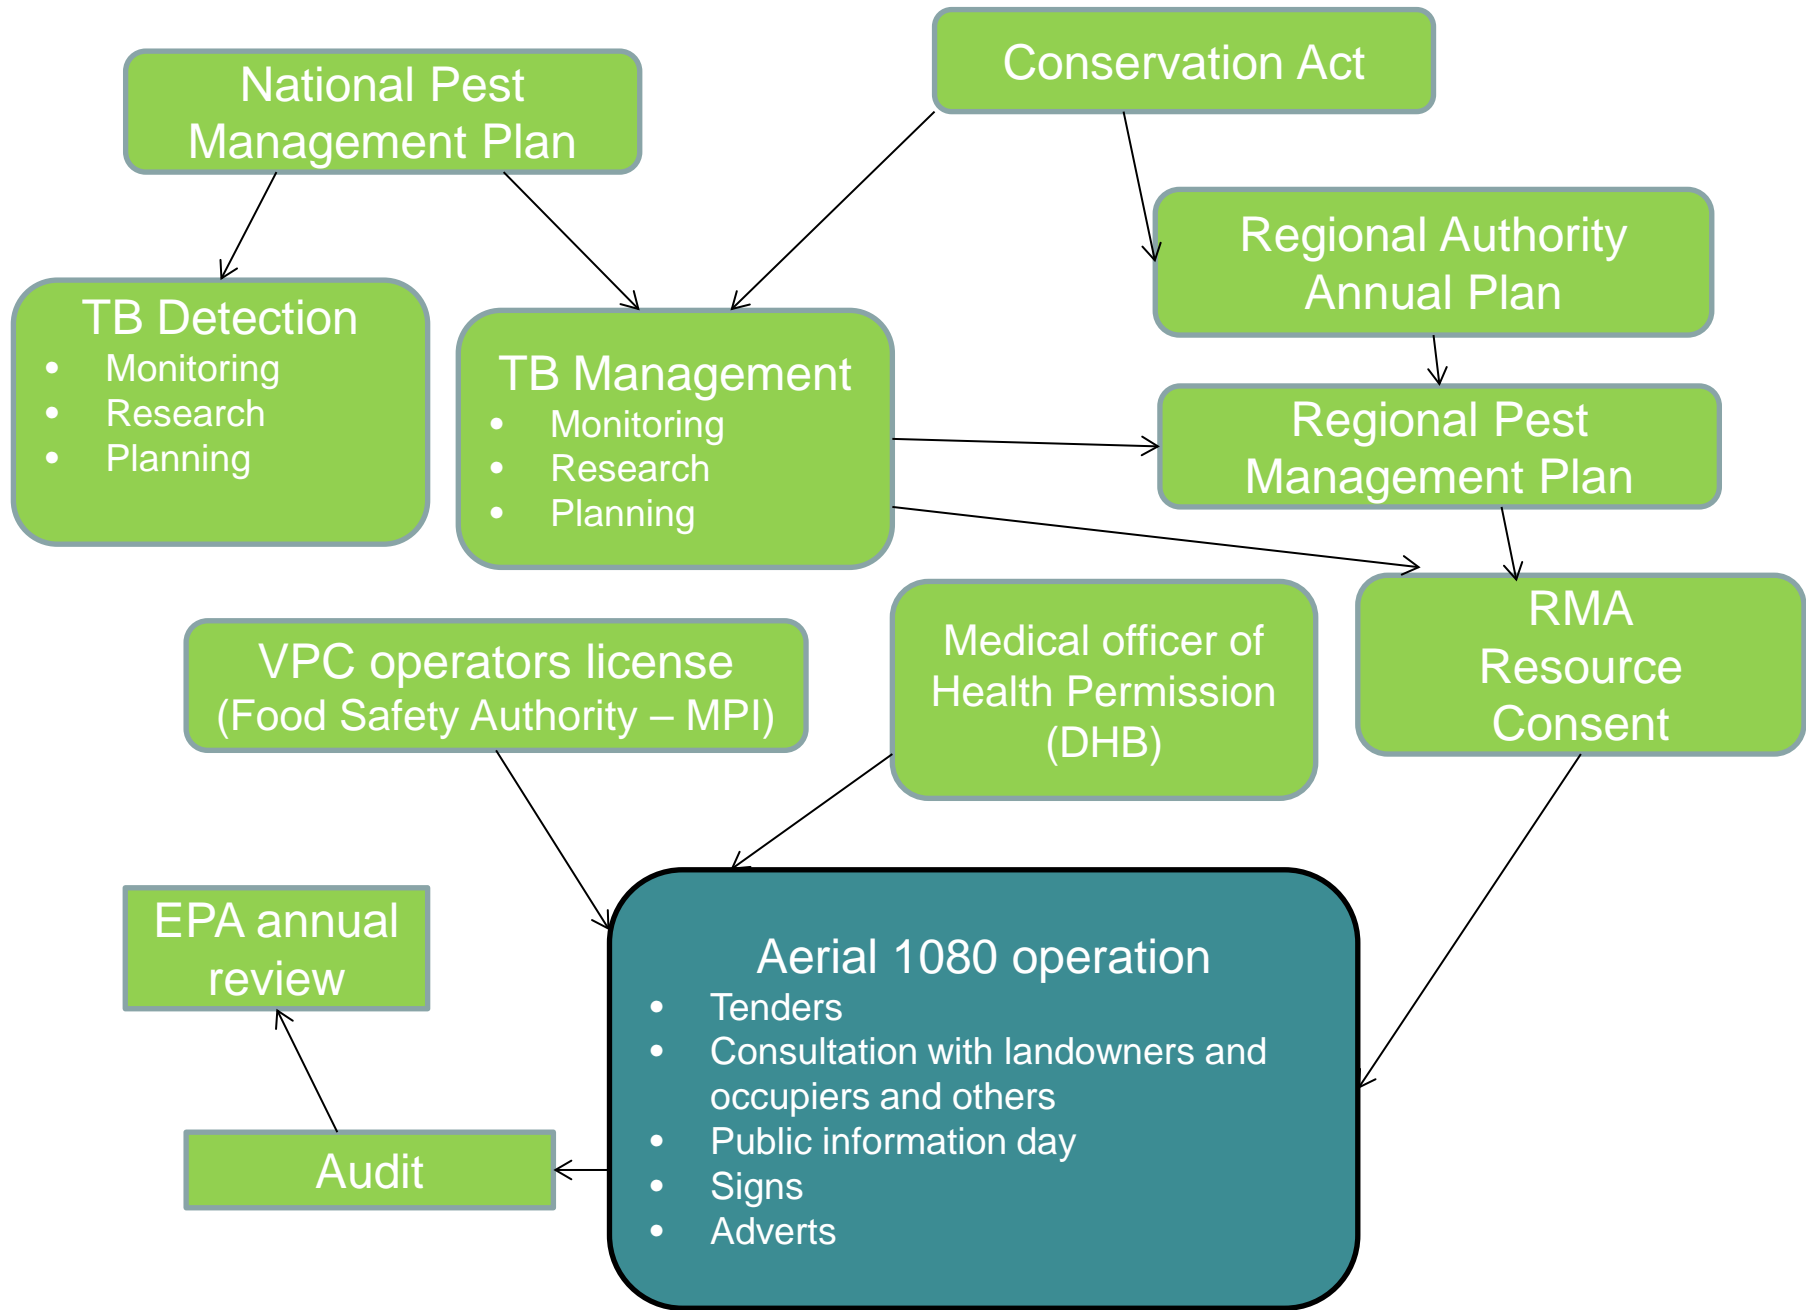 National Pest
Management Plan
Conservation Act
Regional Authority
Annual Plan
TB Detection
• Monitoring
• Research
• Planning
TB Management
• Monitoring
• Research
• Planning
Regional Pest
Management Plan
VPC operators license
(Food Safety Authority – MPI)
Medical officer of
Health Permission
(DHB)
RMA
Resource
Consent
EPA annual
review
Audit
Aerial 1080 operation
• Tenders
• Consultation with landowners and
occupiers and others
• Public information day
• Signs
• Adverts